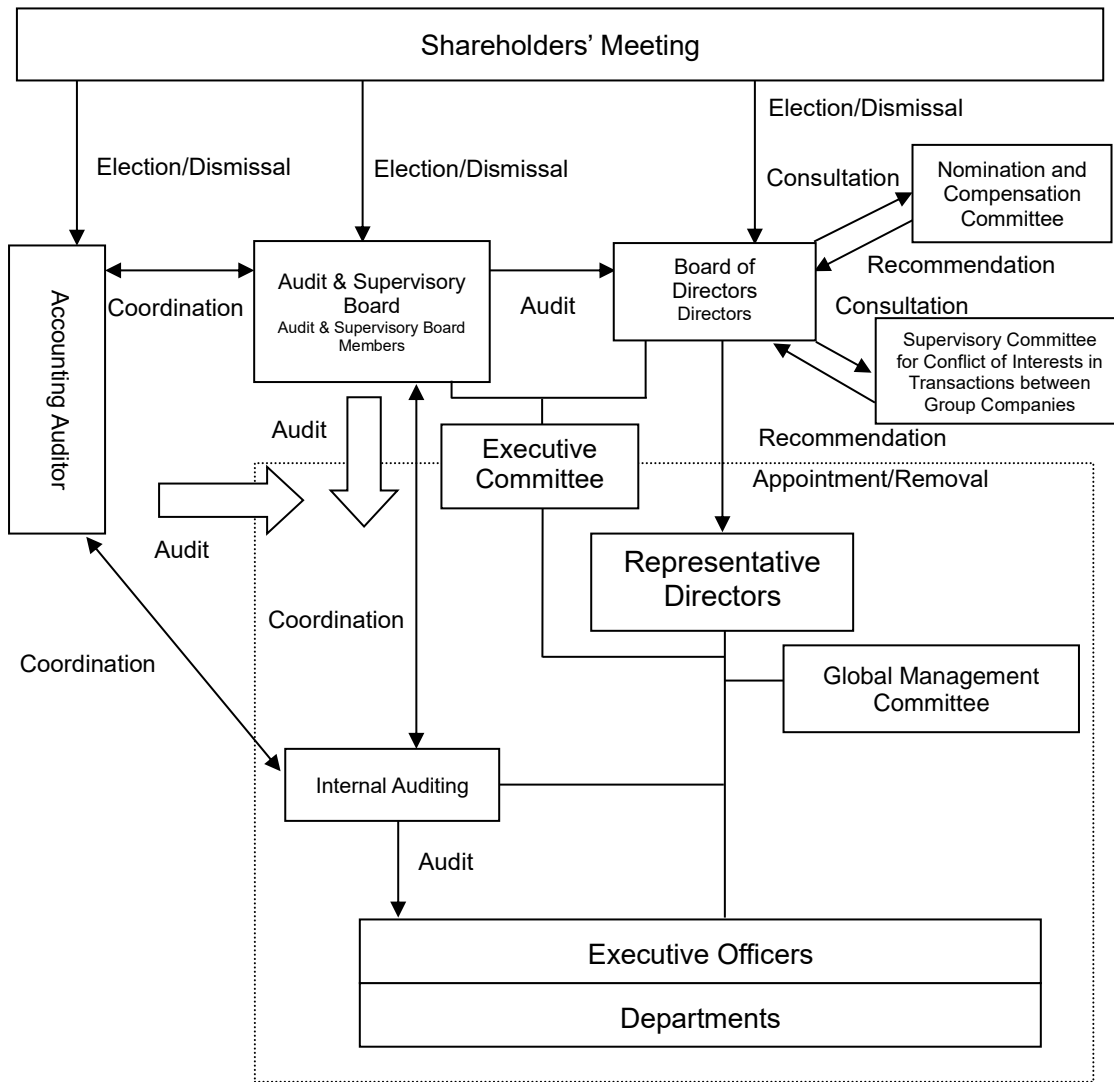 Shareholders' Meeting
Election/Dismissal
Election/Dismissal
Election/Dismissal
Consultation
Nomination and
Compensation
Committee
Recommendation
Accounting Auditor
Coordination
Audit & Supervisory
Board
Audit & Supervisory Board
Members
Audit
Board of
Directors
Directors
Consultation
Supervisory Committee
for Conflict of Interests in
Transactions between
Group Companies
Recommendation
Audit
Executive
Committee
Appointment/Removal
Audit
Representative
Directors
Coordination
Coordination
Global Management
Committee
Internal Auditing
Audit
Executive Officers
Departments